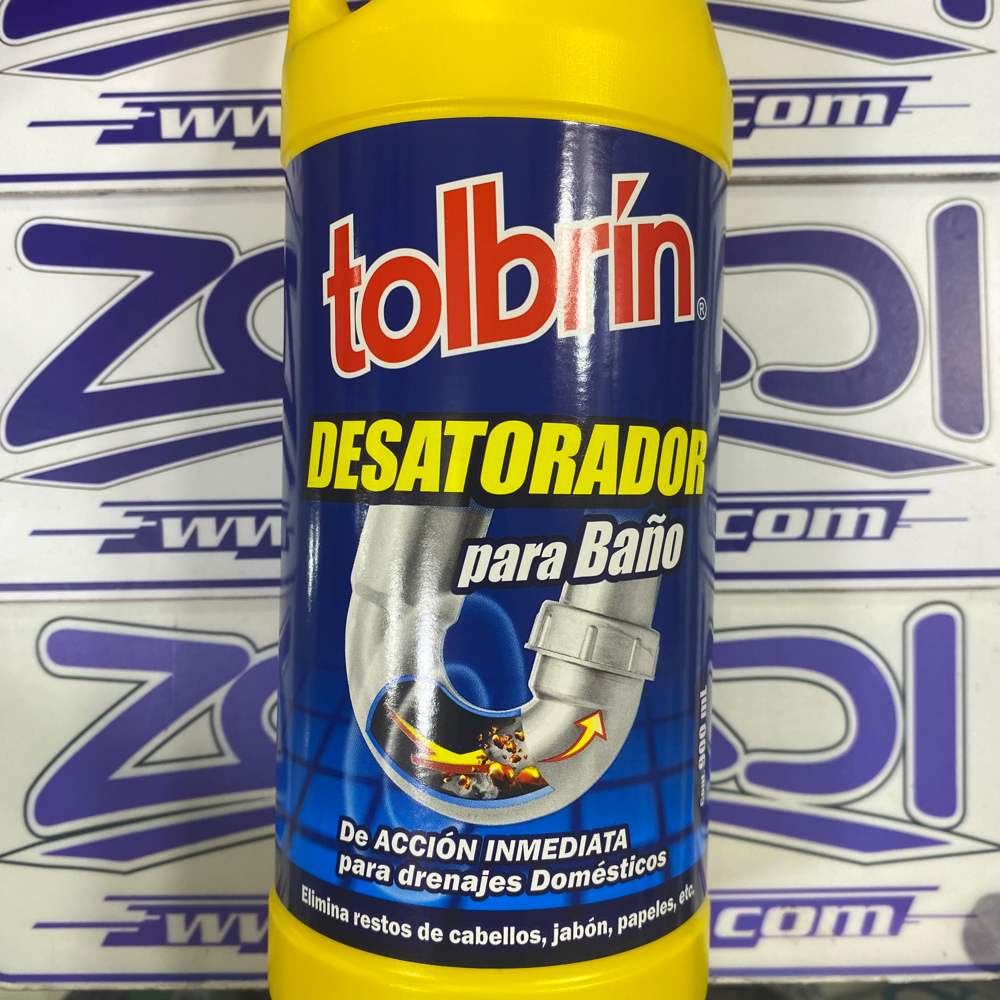 www
.com
tolbrín®
DESATORADOR
para Baño
www
.com
Cont. 900 ml.
De ACCIÓN INMEDIATA
para drenajes Domésticos
Elimina restos de cabellos, jabón, papeles, etc.
www
.com